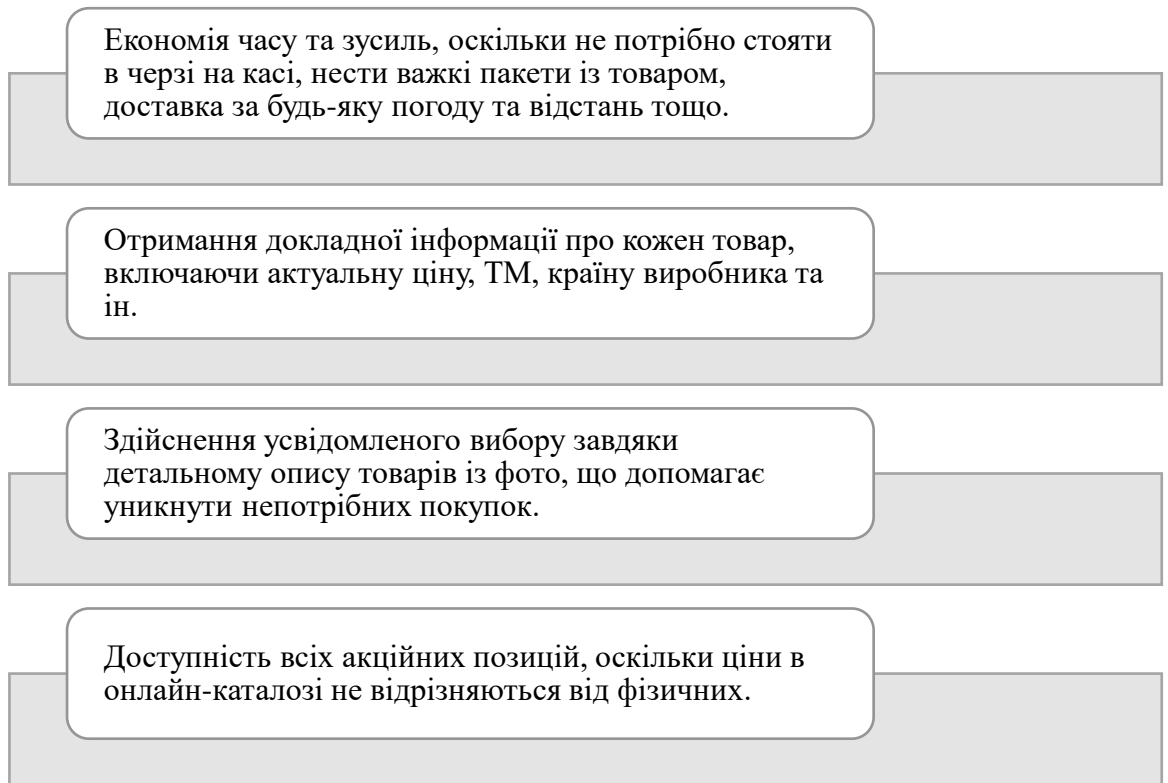 Економія часу та зусиль, оскільки не потрібно стояти
в черзі на касі, нести важкі пакети із товаром,
доставка за будь-яку погоду та відстань тощо.
Отримання докладної інформації про кожен товар,
включаючи актуальну ціну, ТМ, країну виробника та
ін.
Здійснення усвідомленого вибору завдяки
детальному опису товарів із фото, що допомагає
уникнути непотрібних покупок.
Доступність всіх акційних позицій, оскільки ціни в
онлайн-каталозі не відрізняються від фізичних.